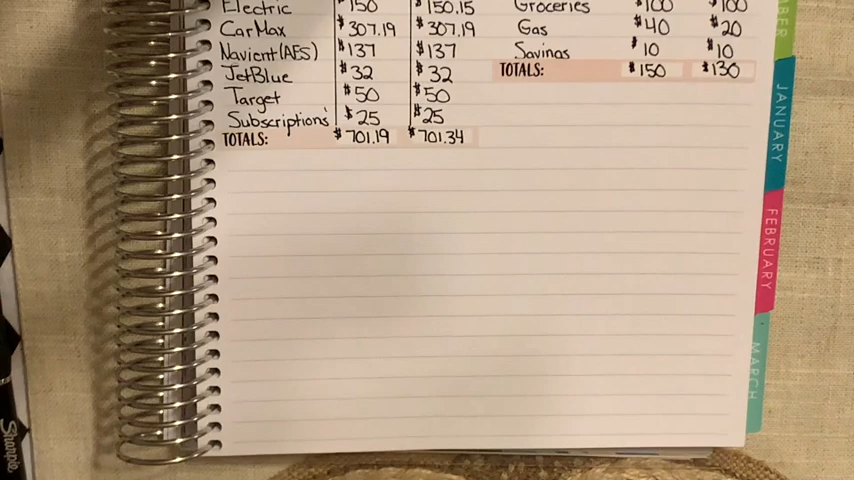 Electric $150 $150.15
CarMax $307.19 $307.19
Navient(AES) $137 $137
JetBlue $32 $32
Target $50 $50
Subscriptions' $25 $25
TOTALS: $701.19 $701.34
Groceries $100 $100
Gas $40 $20
Savings $10 $10
TOTALS: $150 $130
BER
JANUARY
FEBRUARY
MARCH
Sharpie